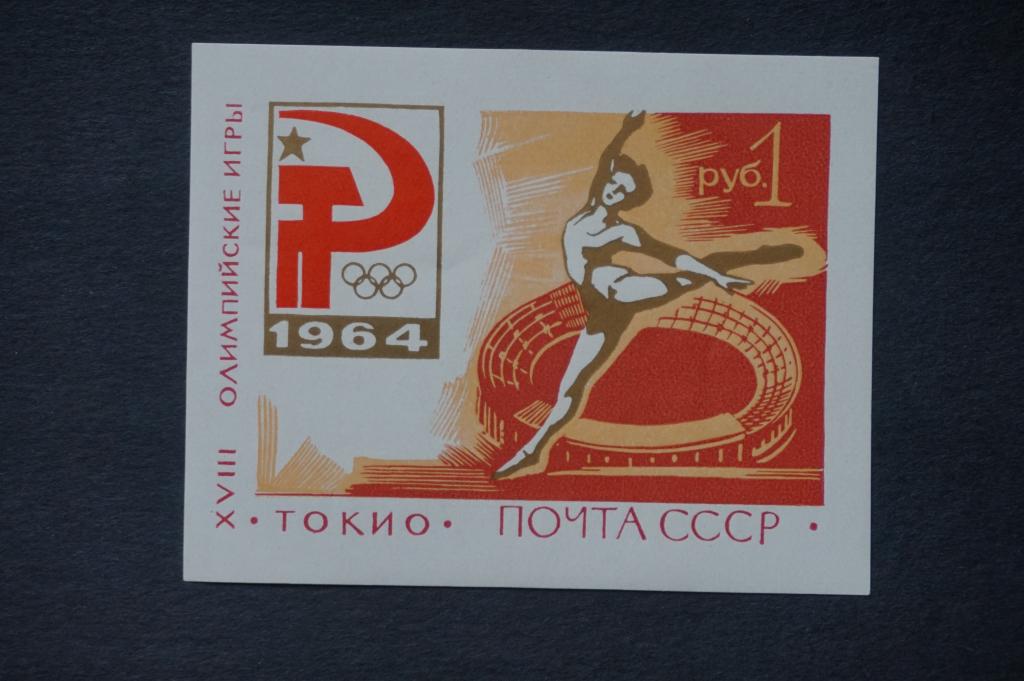 XVIII ОЛИМПИЙСКИЕ ИГРЫ
1964
руб. 1
• ТОКИО • ПОЧТА СССР •